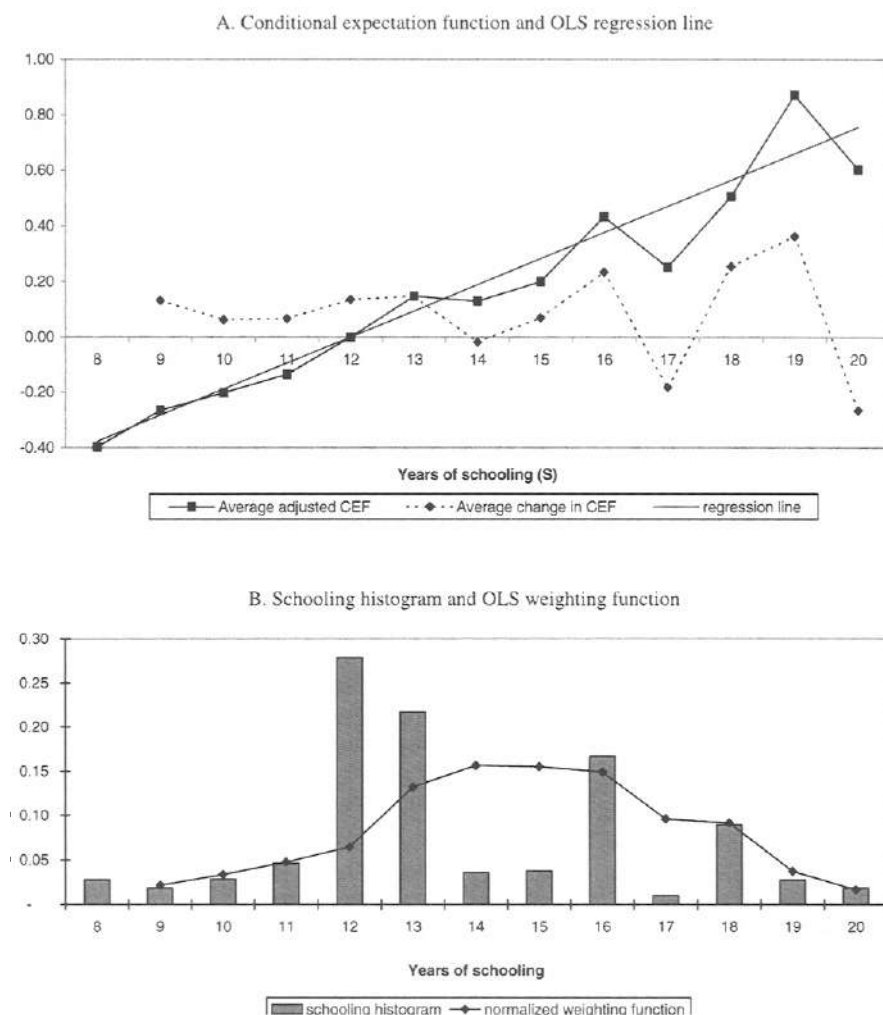 A. Conditional expectation function and OLS regression line
1.00
0.80
0.60
0.40
0.20
0.00
8 9 10 11 12 13 14 15 16 17 18 19 20
-0.20
-0.40
Years of schooling (S)
Average adjusted CEF Average change in CEF regression line
B. Schooling histogram and OLS weighting function
0.30
0.25
0.20
0.15
0.10
0.05
-
8 9 10 11 12 13 14 15 16 17 18 19 20
Years of schooling
schooling histogram normalized weighting function